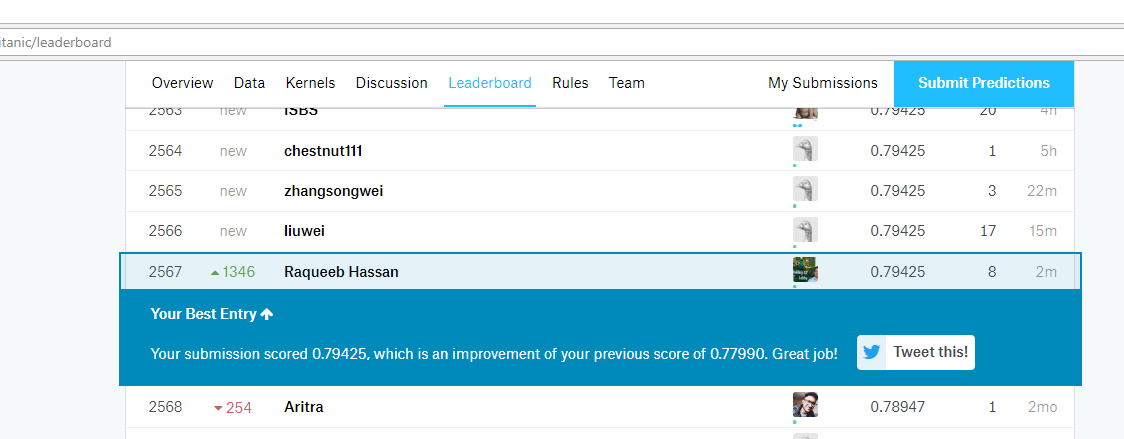 itanic/leaderboard
Overview Data Kernels Discussion Leaderboard Rules Team My Submissions Submit Predictions
2563 new ISBS 0.79425 20 4h
2564 new chestnut111 0.79425 1 5h
2565 new zhangsongwei 0.79425 3 22m
2566 new liuwei 0.79425 17 15m
2567 1346 Raqueeb Hassan 0.79425 8 2m
Your Best Entry
Your submission scored 0.79425, which is an improvement of your previous score of 0.77990. Great job! Tweet this!
2568 254 Aritra 0.78947 1 2mo